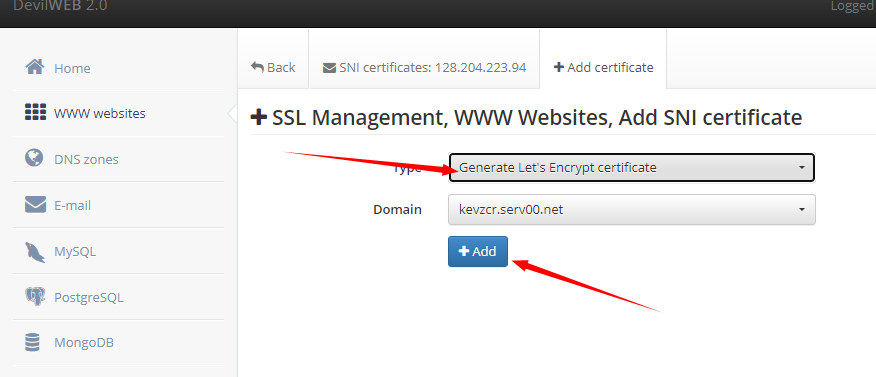 DevilWEB 2.0
Logged
Home
Back
SNI certificates: 128.204.223.94
Add certificate
WWW websites
SSL Management, WWW Websites, Add SNI certificate
DNS zones
Type
Generate Let's Encrypt certificate
E-mail
Domain
kevzcr.serv00.net
MySQL
Add
PostgreSQL
MongoDB